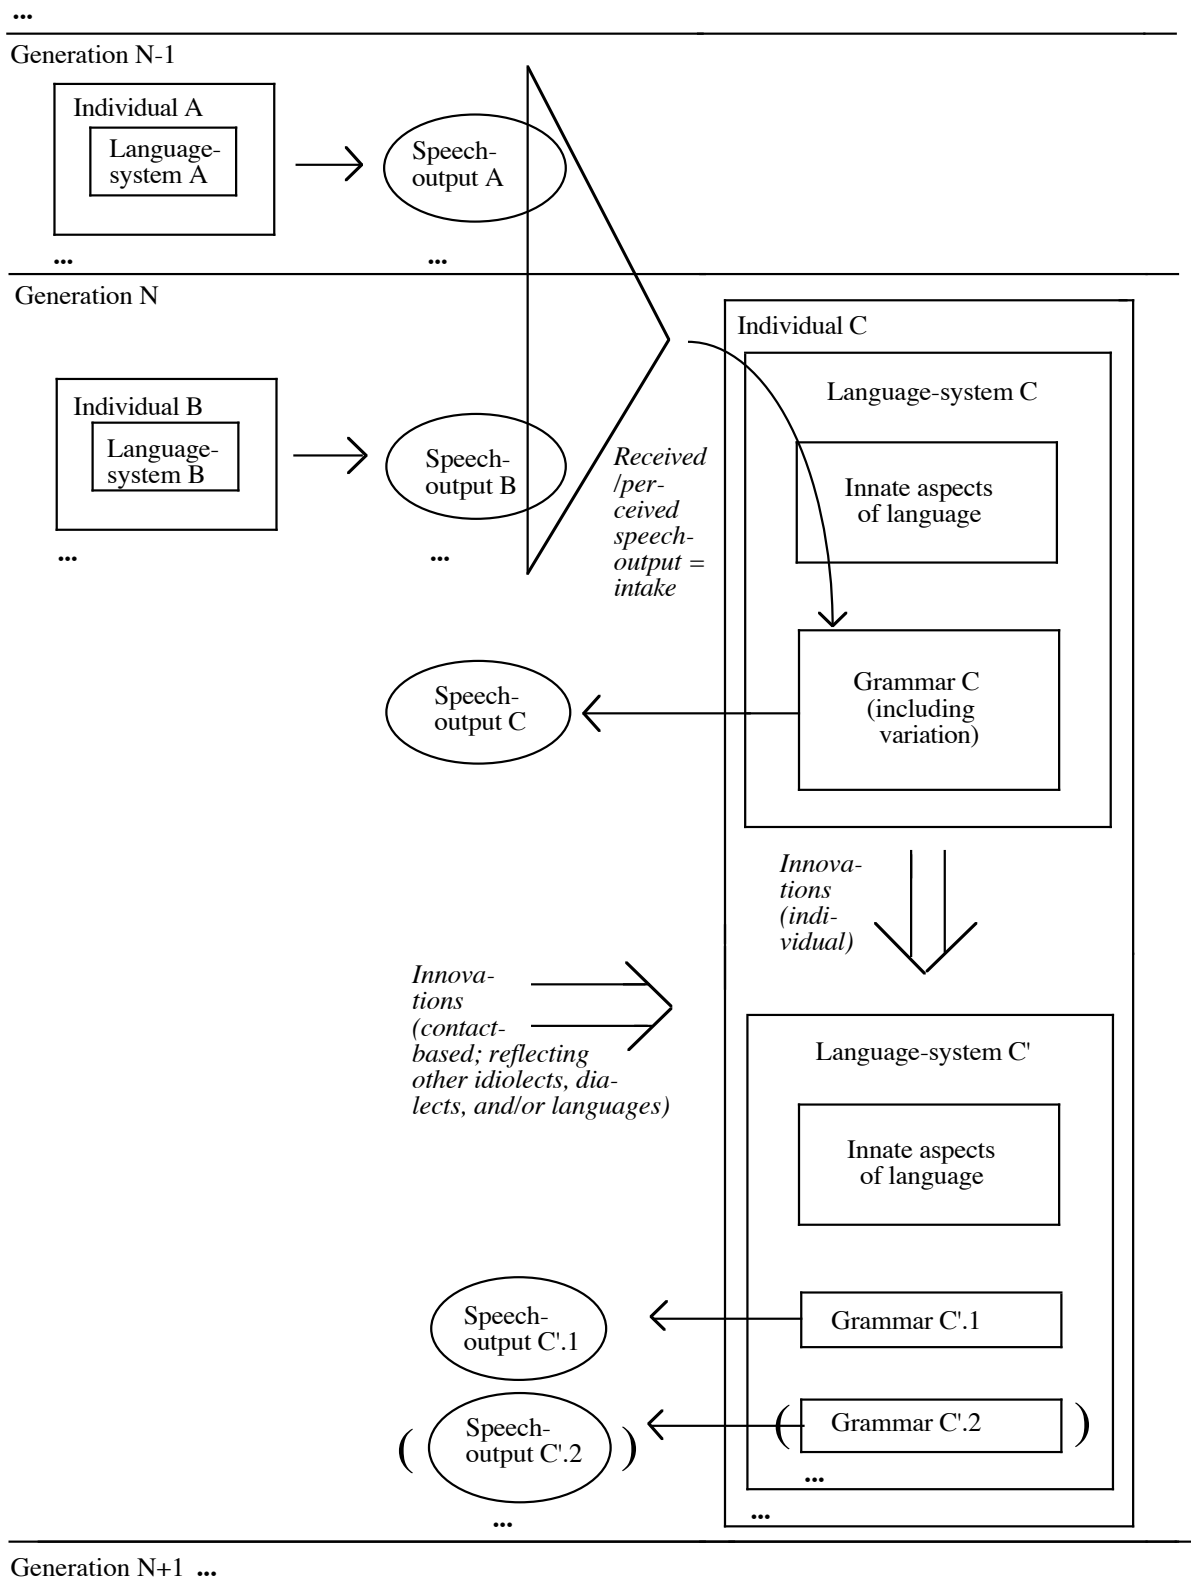 ...
Generation N-1
Individual A
Language-
system A
Speech-
output A
...
...
Generation N
Individual B
Language-
system B
Speech-
output B
...
...
Received
/per-
ceived
speech-
output =
intake
Individual C
Language-system C
Innate aspects
of language
Grammar C
(including
variation)
Speech-
output C
Innova-
tions
(indi-
vidual)
Innova-
tions
(contact-
based; reflecting
other idiolects, dia-
lects, and/or languages)
Language-system C'
Innate aspects
of language
Speech-
output C'.1
Grammar C'.1
( Speech-
output C'.2 )
( Grammar C'.2 )
...
...
...
Generation N+1 ...